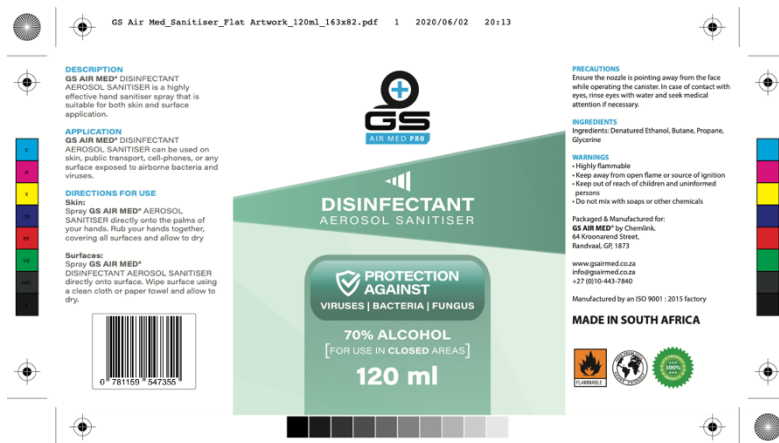 GS Air Med_Sanitiser_Flat Artwork_120ml_163x82.pdf 1 2020/06/02 20:13
DESCRIPTION
GS AIR MED® DISINFECTANT
AEROSOL SANITISER is a highly
effective hand sanitiser spray that is
suitable for both skin and surface
application.
APPLICATION
GS AIR MED® DISINFECTANT
AEROSOL SANITISER can be used on
skin, public transport, cell-phones, or any
surface exposed to airborne bacteria and
viruses.
DIRECTIONS FOR USE
Skin:
Spray GS AIR MED® AEROSOL
SANITISER directly onto the palms of
your hands. Rub your hands together,
covering all surfaces and allow to dry
Surfaces:
Spray GS AIR MED®
DISINFECTANT AEROSOL SANITISER
directly onto surface. Wipe surface using
a clean cloth or paper towel and allow to
dry.
0 781159 547355
GS
AIR MED PRO
DISINFECTANT
AEROSOL SANITISER
PROTECTION
AGAINST
VIRUSES | BACTERIA | FUNGUS
70% ALCOHOL
[FOR USE IN CLOSED AREAS]
120 ml
PRECAUTIONS
Ensure the nozzle is pointing away from the face
while operating the canister. In case of contact with
eyes, rinse eyes with water and seek medical
attention if necessary.
INGREDIENTS
Ingredients: Denatured Ethanol, Butane, Propane,
Glycerine
WARNINGS
• Highly flammable
• Keep away from open flame or source of ignition
• Keep out of reach of children and uninformed
persons
• Do not mix with soaps or other chemicals
Packaged & Manufactured for:
GS AIR MED® by Chemlink.
64 Kroonarend Street,
Randvaal, GP, 1873
www.gsairmed.co.za
info@gsairmed.co.za
+27 (0)10-443-7840
Manufactured by an ISO 9001 : 2015 factory
MADE IN SOUTH AFRICA
FLAMMABLE
100%